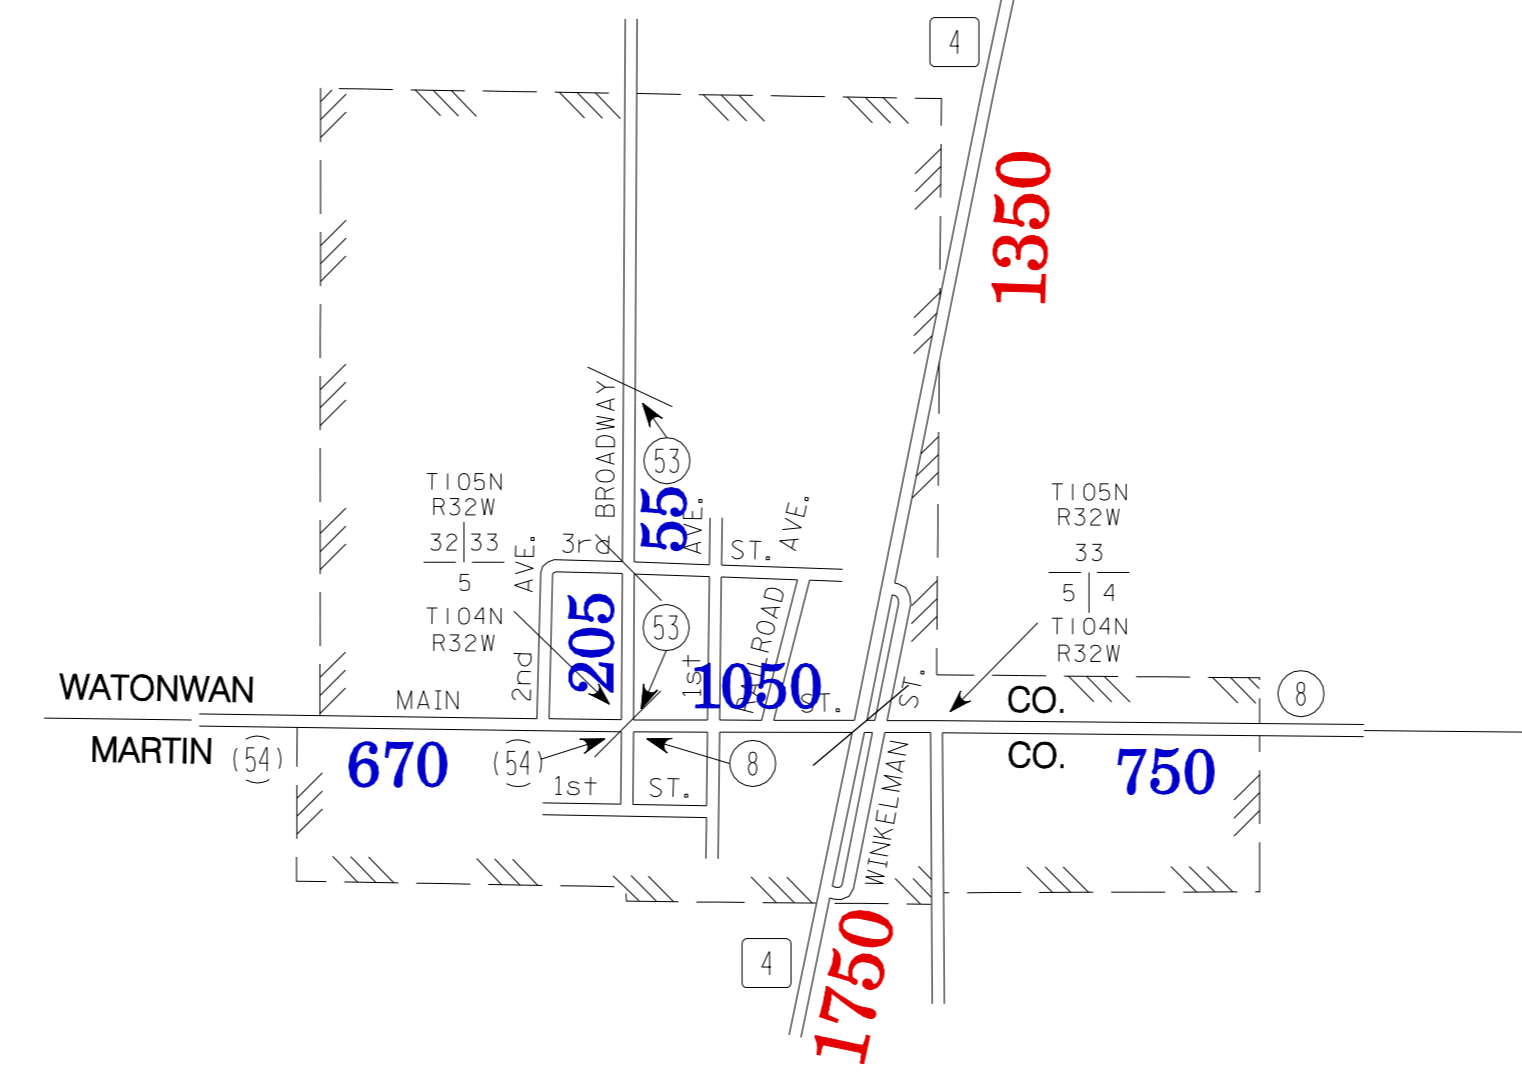 4
1350
BROADWAY
53
55
T105N
R32W
32 33
5
T104N
R32W
AVE.
2nd
3rd
ST.
AVE.
1st
AVE.
RAILROAD
205
53
1050
T105N
R32W
33
5 4
T104N
R32W
WATONWAN
MAIN
ST.
ST.
CO.
8
MARTIN
(54)
670
(54)
8
WINKELMAN
CO.
750
1st
ST.
4
1750